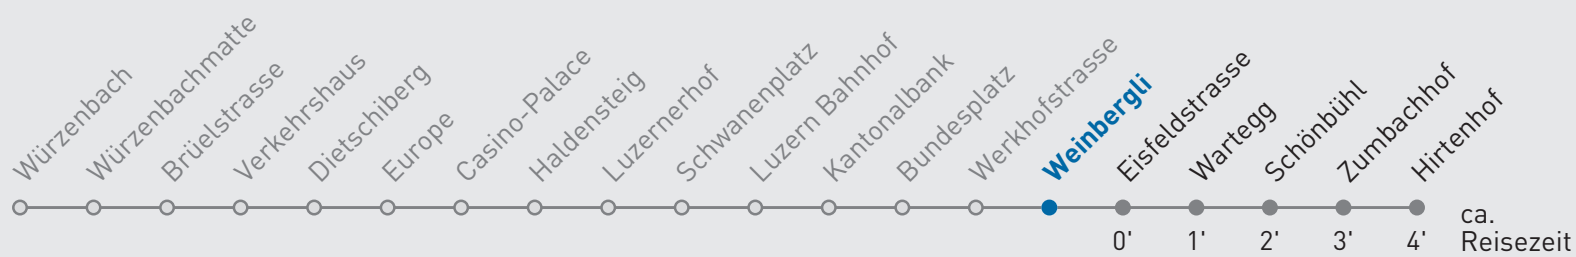 Würzenbach
Würzenbachmatte
Brüelstrasse
Verkehrshaus
Dietschiberg
Europe
Casino-Palace
Haldensteig
Luzernerhof
Schwanenplatz
Luzern Bahnhof
Kantonalbank
Bundesplatz
Werkhofstrasse
Weinbergli
Eisfeldstrasse
Wartegg
Schönbühl
Zumbachhof
Hirtenhof
0' 1' 2' 3' 4'
ca.
Reisezeit